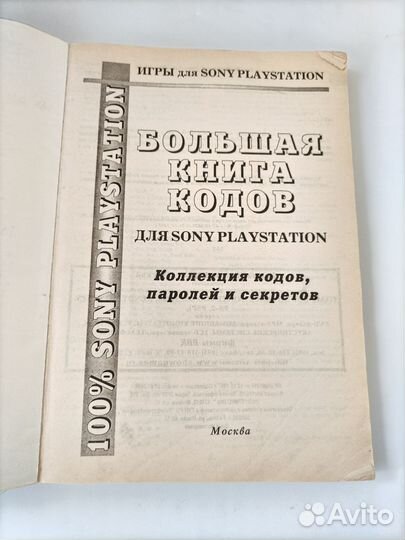 ИГРЫ для SONY PLAYSTATION
100% SONY PLAYSTATION
БОЛЬШАЯ
КНИГА
КОДОВ
ДЛЯ SONY PLAYSTATION
Коллекция кодов,
паролей и секретов
Москва
Avito